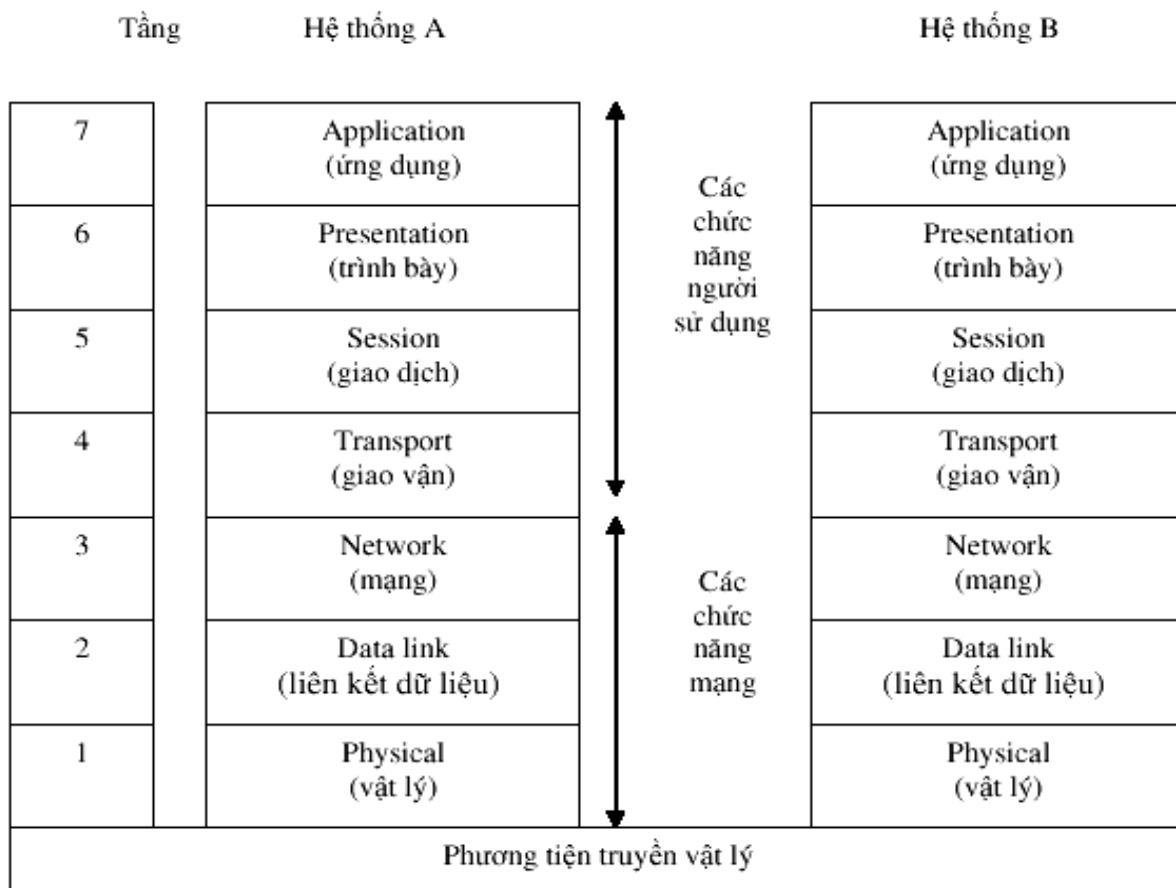 Tầng Hệ thống A Hệ thống B
7 Application Application
(ứng dụng) (ứng dụng)
Các
chức
năng
người
sử dụng
6 Presentation Presentation
(trình bày) (trình bày)
5 Session Session
(giao dịch) (giao dịch)
4 Transport Transport
(giao vận) (giao vận)
3 Network Network
(mạng) (mạng)
Các
chức
năng
mạng
2 Data link Data link
(liên kết dữ liệu) (liên kết dữ liệu)
1 Physical Physical
(vật lý) (vật lý)
Phương tiện truyền vật lý